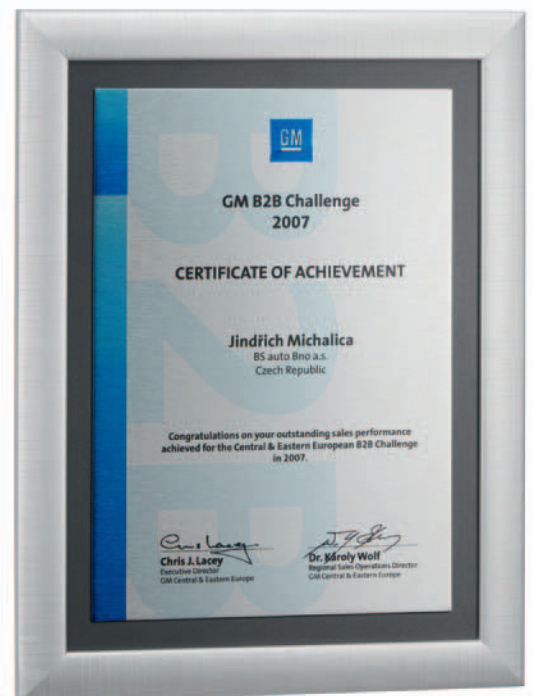 GM
GM B2B Challenge
2007
CERTIFICATE OF ACHIEVEMENT
Jindřich Michalica
BS auto Bno a.s.
Czech Republic
Congratulations on your outstanding sales performance
achieved for the Central & Eastern European B2B Challenge
in 2007.
Chris J. Lacey
Executive Director
GM Central & Eastern Europe
Dr. Károly Wolf
Regional Sales Operations Director
GM Central & Eastern Europe
B2B